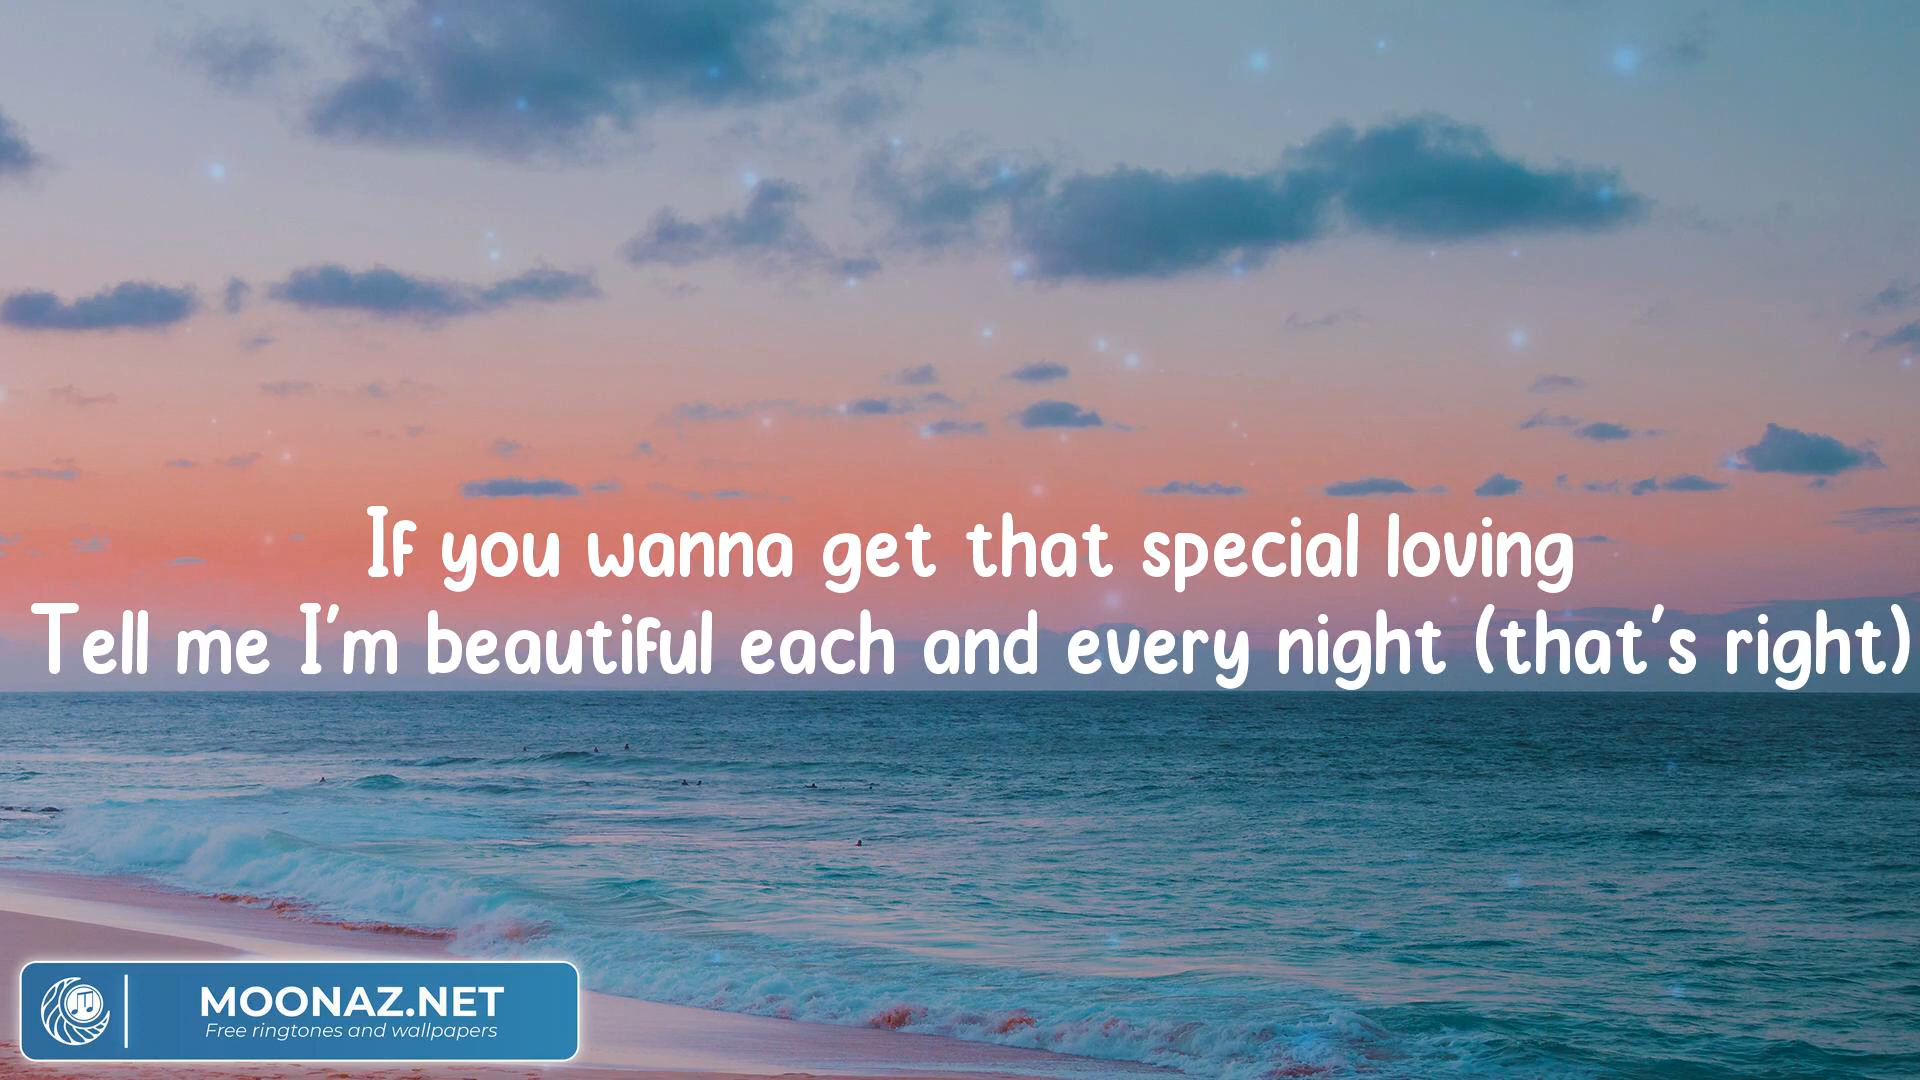 If you wanna get that special loving
Tell me I'm beautiful each and every night (that's right)
MOONAZ.NET
Free ringtones and wallpapers